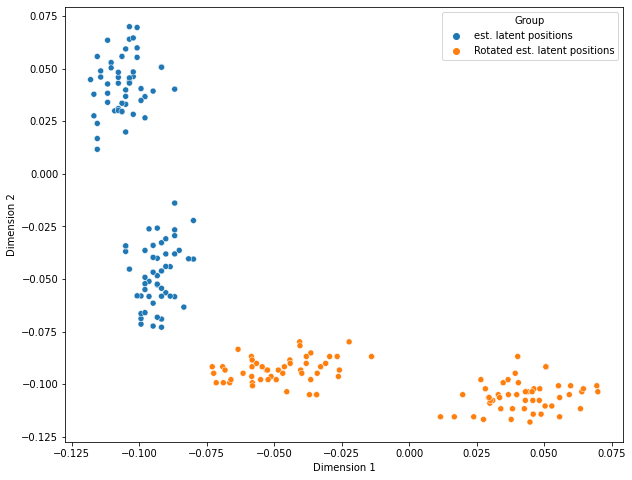 Group
est. latent positions
Rotated est. latent positions
0.075
0.050
0.025
0.000
−0.025
−0.050
−0.075
−0.100
−0.125
Dimension 2
−0.125 −0.100 −0.075 −0.050 −0.025 0.000 0.025 0.050 0.075
Dimension 1